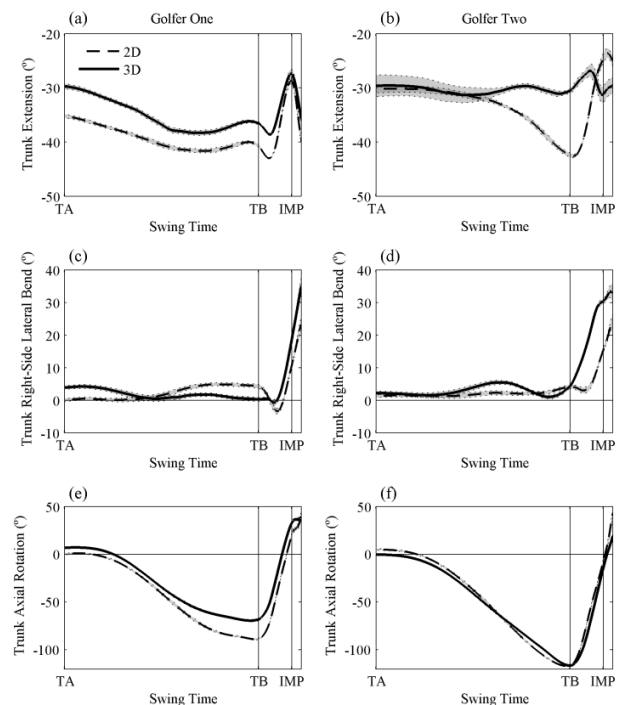 Golfer One
Golfer Two
(a)
(b)
2D
3D
-20
-30
-40
-50
Trunk Extension (º)
TA
TB
IMP
Swing Time
-20
-30
-40
-50
Trunk Extension (º)
TA
TB
IMP
Swing Time
(c)
(d)
40
30
20
10
0
-10
Trunk Right-Side Lateral Bend (º)
TA
TB
IMP
Swing Time
40
30
20
10
0
-10
Trunk Right-Side Lateral Bend (º)
TA
TB
IMP
Swing Time
(e)
(f)
50
0
-50
-100
Trunk Axial Rotation (º)
TA
TB
IMP
Swing Time
50
0
-50
-100
Trunk Axial Rotation (º)
TA
TB
IMP
Swing Time